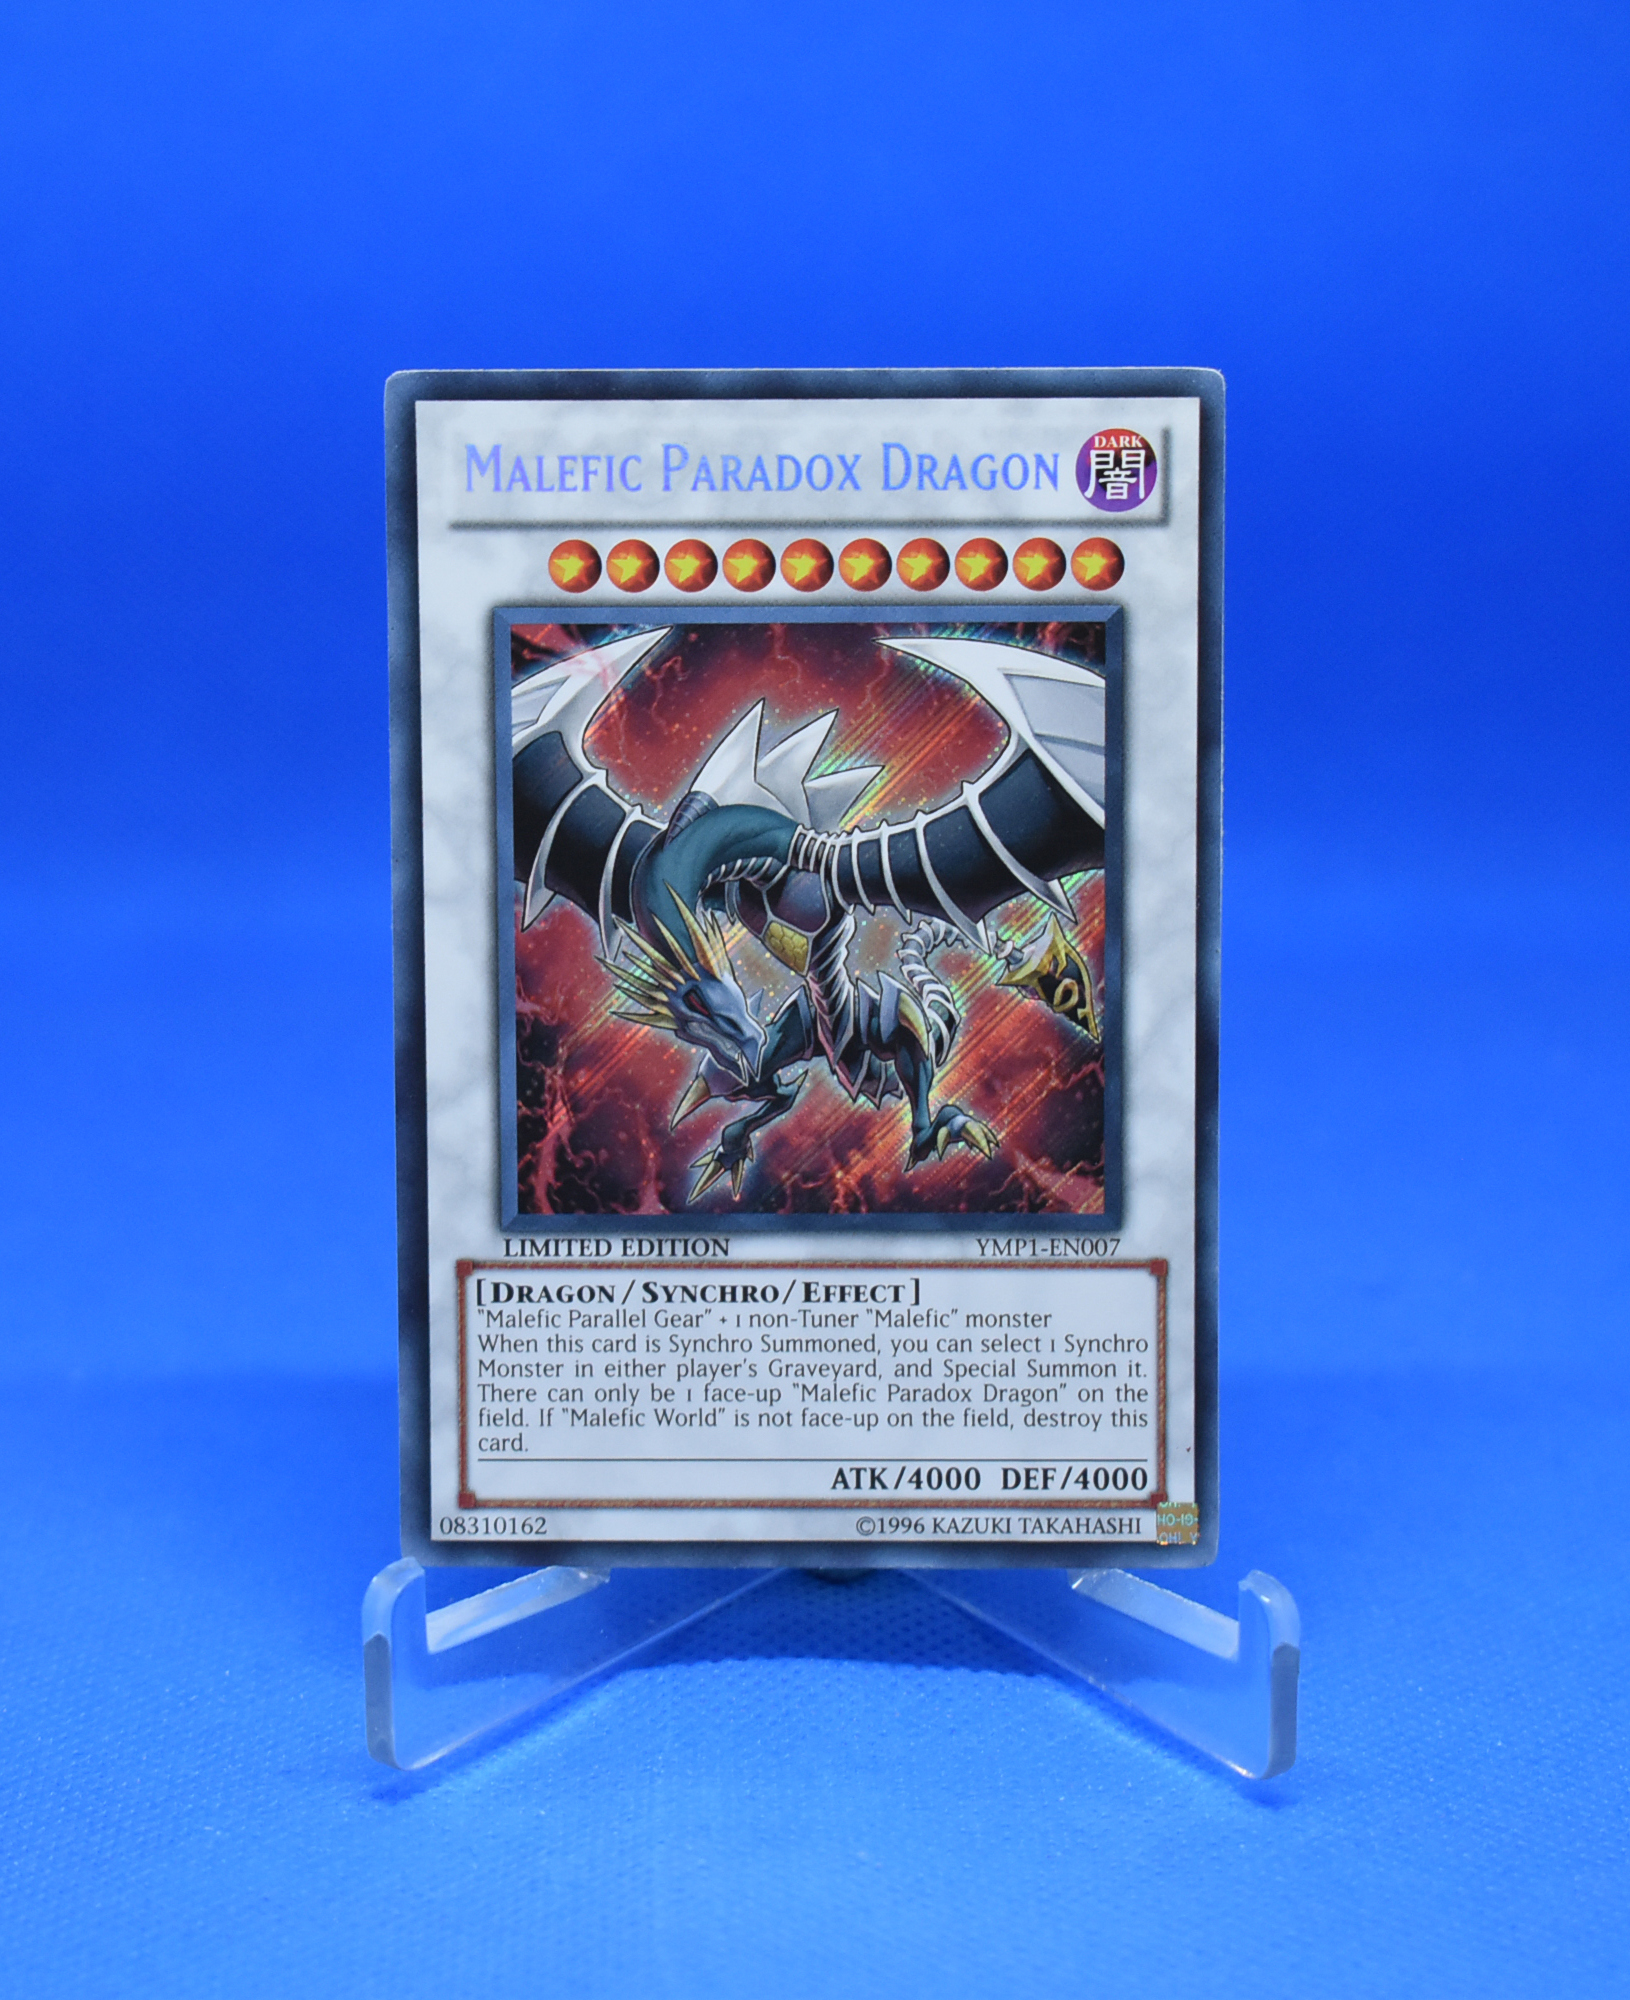 MALEFIC PARADOX DRAGON
DARK
闇
LIMITED EDITION
YMP1-EN007
[DRAGON/SYNCHRO/EFFECT]
"Malefic Parallel Gear" + 1 non-Tuner "Malefic" monster
When this card is Synchro Summoned, you can select 1 Synchro
Monster in either player's Graveyard, and Special Summon it.
There can only be 1 face-up "Malefic Paradox Dragon" on the
field. If "Malefic World" is not face-up on the field, destroy this
card.
ATK/4000 DEF/4000
08310162
©1996 KAZUKI TAKAHASHI